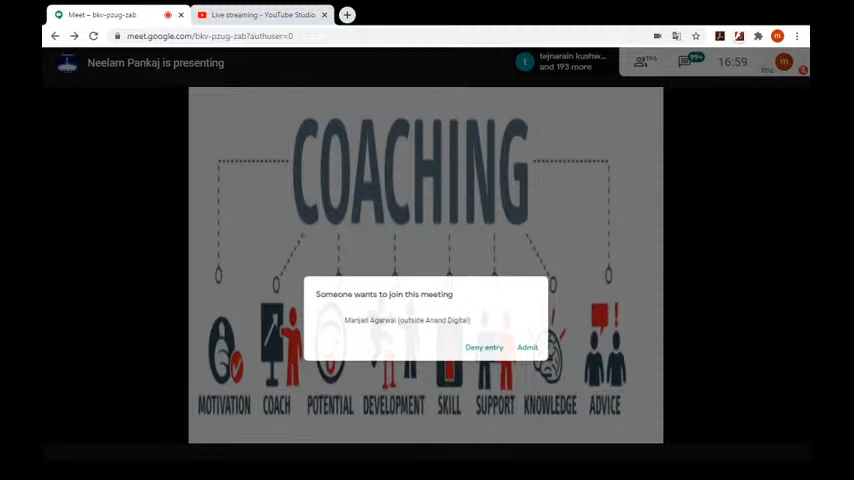 Meet – bkv-pzug-zab
Live streaming - YouTube Studio
meet.google.com/bkv-pzug-zab?authuser=0
m
Neelam Pankaj is presenting
t
tejnarain kushw...
and 193 more
196
99+
16:59
You
m
COACHING
Someone wants to join this meeting
Manjari Agarwal (outside Anand Digital)
Deny entry
Admit
MOTIVATION
COACH
POTENTIAL
DEVELOPMENT
SKILL
SUPPORT
KNOWLEDGE
ADVICE